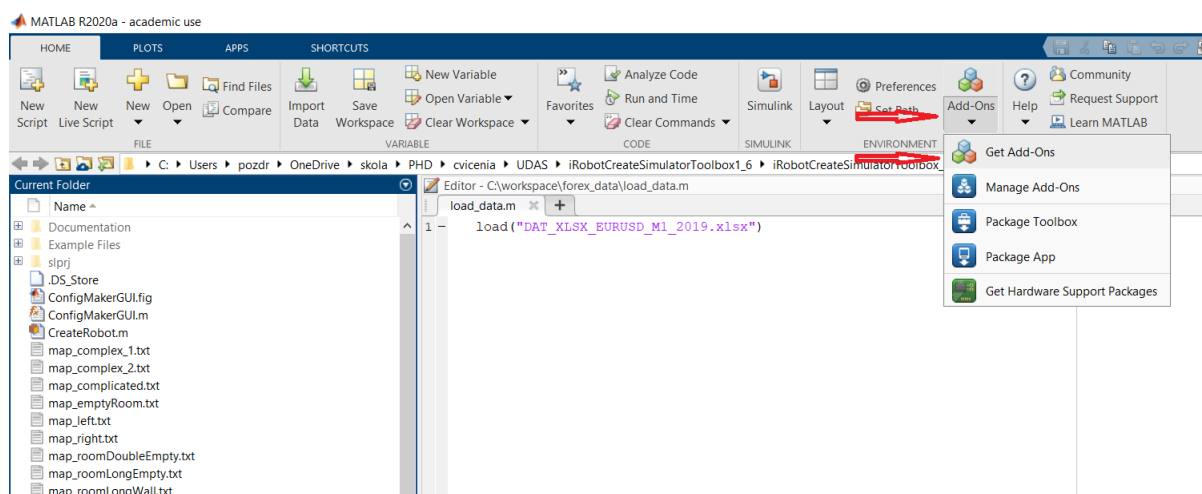 MATLAB R2020a - academic use
HOME PLOTS APPS SHORTCUTS
New Script
New Live Script
New
Open
Find Files
Compare
FILE
Import Data
Save Workspace
New Variable
Open Variable
Clear Workspace
VARIABLE
Favorites
Analyze Code
Run and Time
Clear Commands
CODE
Simulink
SIMULINK
Layout
Preferences
Set Path
Add-Ons
ENVIRONMENT
Help
Community
Request Support
Learn MATLAB
C: Users pozdr OneDrive skola PHD cvicenia UDAS iRobotCreateSimulatorToolbox1_6 iRobotCreateSimulatorToolbox_
Get Add-Ons
Manage Add-Ons
Package Toolbox
Package App
Get Hardware Support Packages
Current Folder
Name
Documentation
Example Files
slprj
.DS_Store
ConfigMakerGUI.fig
ConfigMakerGUI.m
CreateRobot.m
map_complex_1.txt
map_complex_2.txt
map_complicated.txt
map_emptyRoom.txt
map_left.txt
map_right.txt
map_roomDoubleEmpty.txt
map_roomLongEmpty.txt
map_roomLongWall.txt
Editor - C:\workspace\forex_data\load_data.m
load_data.m
1 - load("DAT_XLSX_EURUSD_M1_2019.xlsx")